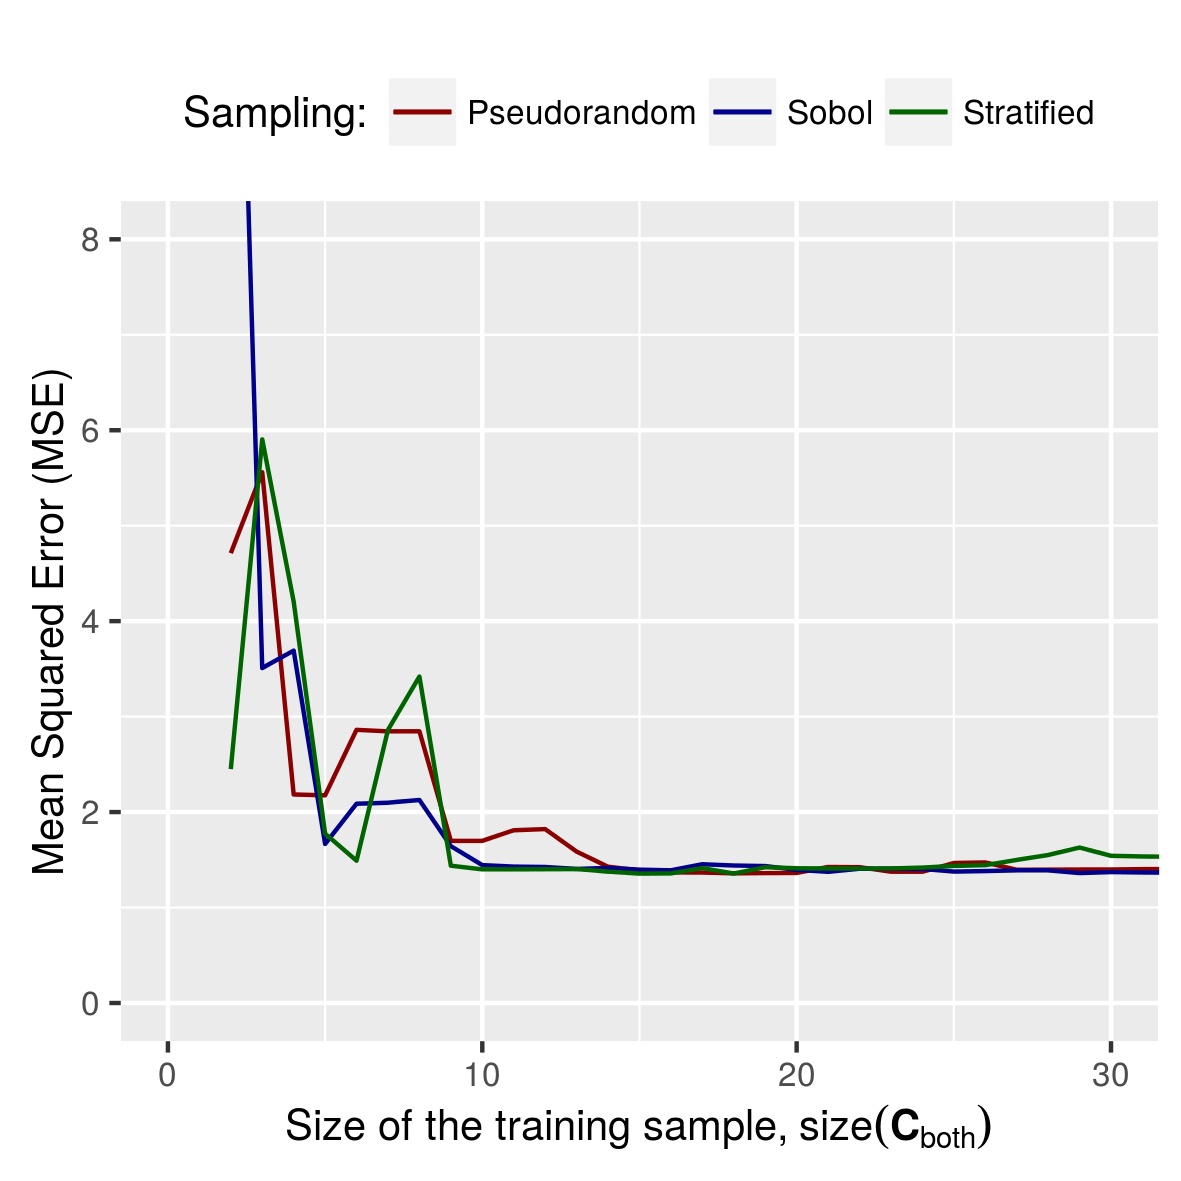 Sampling: Pseudorandom Sobol Stratified
Mean Squared Error (MSE)
8
6
4
2
0
0 10 20 30
Size of the training sample, size(C_both)